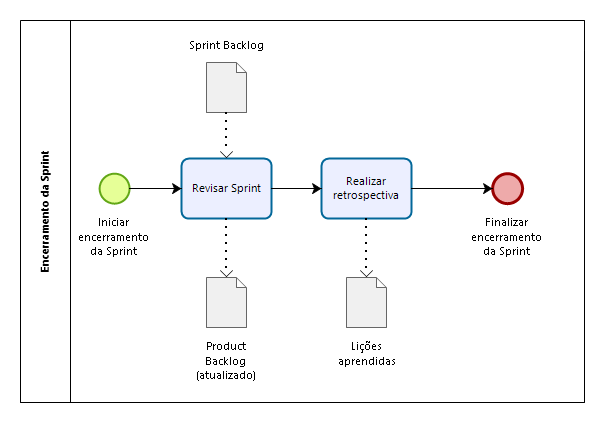 Encerramento da Sprint
Sprint Backlog
Revisar Sprint
Realizar
retrospectiva
Iniciar
encerramento
da Sprint
Finalizar
encerramento
da Sprint
Product
Backlog
(atualizado)
Lições
aprendidas